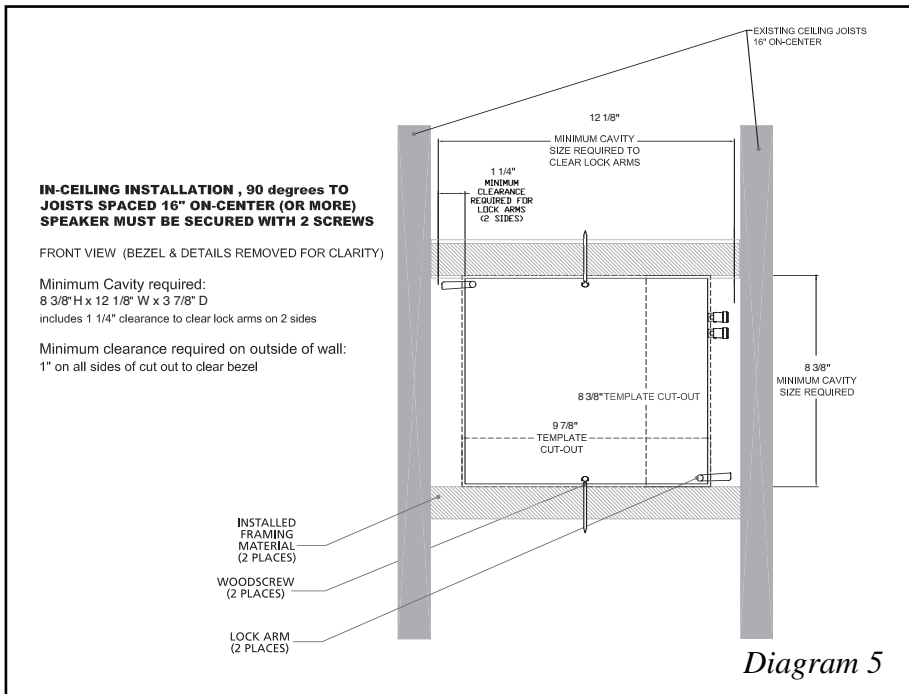 EXISTING CEILING JOISTS
16" ON-CENTER
12 1/8"
MINIMUM CAVITY
SIZE REQUIRED TO
CLEAR LOCK ARMS
1 1/4"
MINIMUM
CLEARANCE
REQUIRED FOR
LOCK ARMS
(2 SIDES)
IN-CEILING INSTALLATION , 90 degrees TO
JOISTS SPACED 16" ON-CENTER (OR MORE)
SPEAKER MUST BE SECURED WITH 2 SCREWS
FRONT VIEW (BEZEL & DETAILS REMOVED FOR CLARITY)
Minimum Cavity required:
8 3/8" H x 12 1/8" W x 3 7/8" D
includes 1 1/4" clearance to clear lock arms on 2 sides
Minimum clearance required on outside of wall:
1" on all sides of cut out to clear bezel
8 3/8"
MINIMUM CAVITY
SIZE REQUIRED
8 3/8" TEMPLATE CUT-OUT
9 7/8"
TEMPLATE
CUT-OUT
INSTALLED
FRAMING
MATERIAL
(2 PLACES)
WOODSCREW
(2 PLACES)
LOCK ARM
(2 PLACES)
Diagram 5